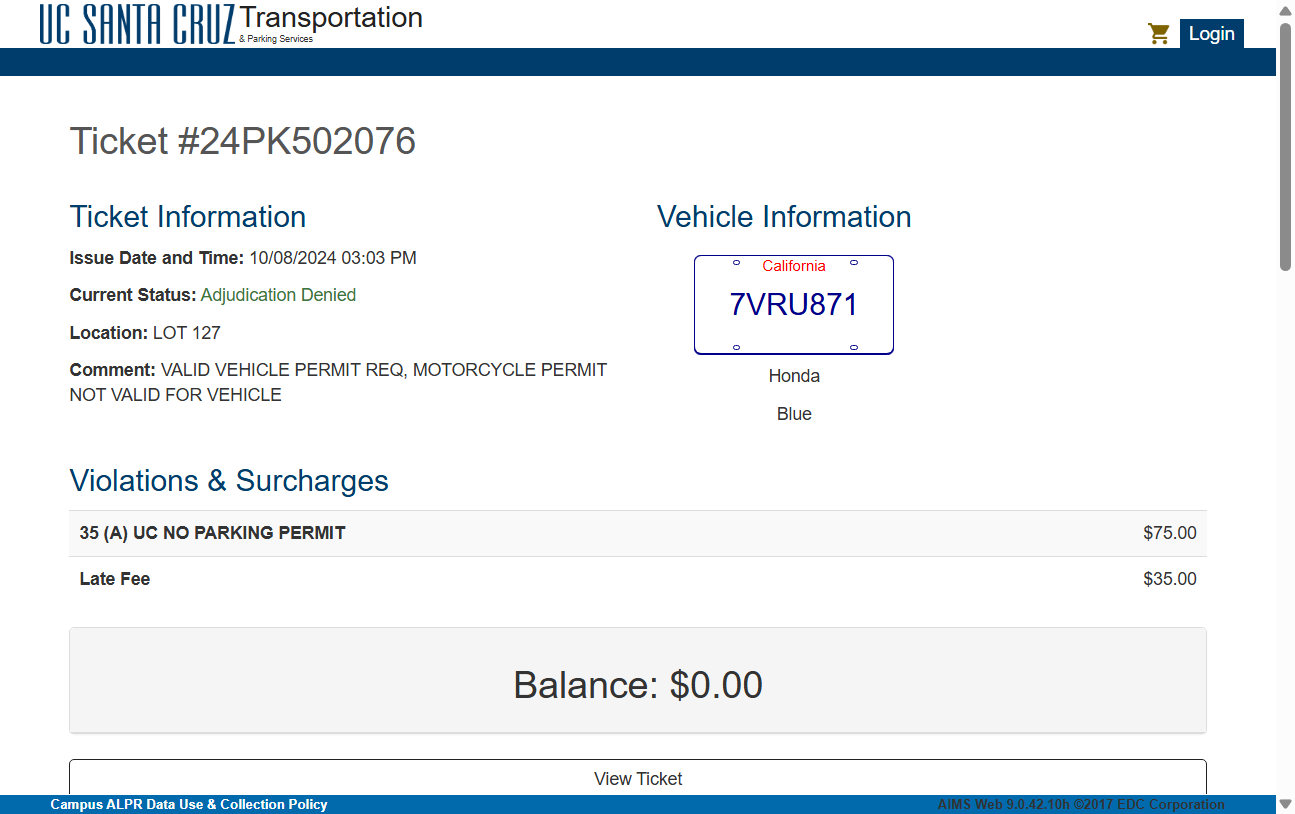 UC SANTA CRUZ Transportation
& Parking Services
Login
Ticket #24PK502076
Ticket Information
Issue Date and Time: 10/08/2024 03:03 PM
Current Status: Adjudication Denied
Location: LOT 127
Comment: VALID VEHICLE PERMIT REQ, MOTORCYCLE PERMIT
NOT VALID FOR VEHICLE
Vehicle Information
California
7VRU871
Honda
Blue
Violations & Surcharges
35 (A) UC NO PARKING PERMIT $75.00
Late Fee $35.00
Balance: $0.00
View Ticket
Campus ALPR Data Use & Collection Policy
AIMS Web 9.0.42.10h ©2017 EDC Corporation